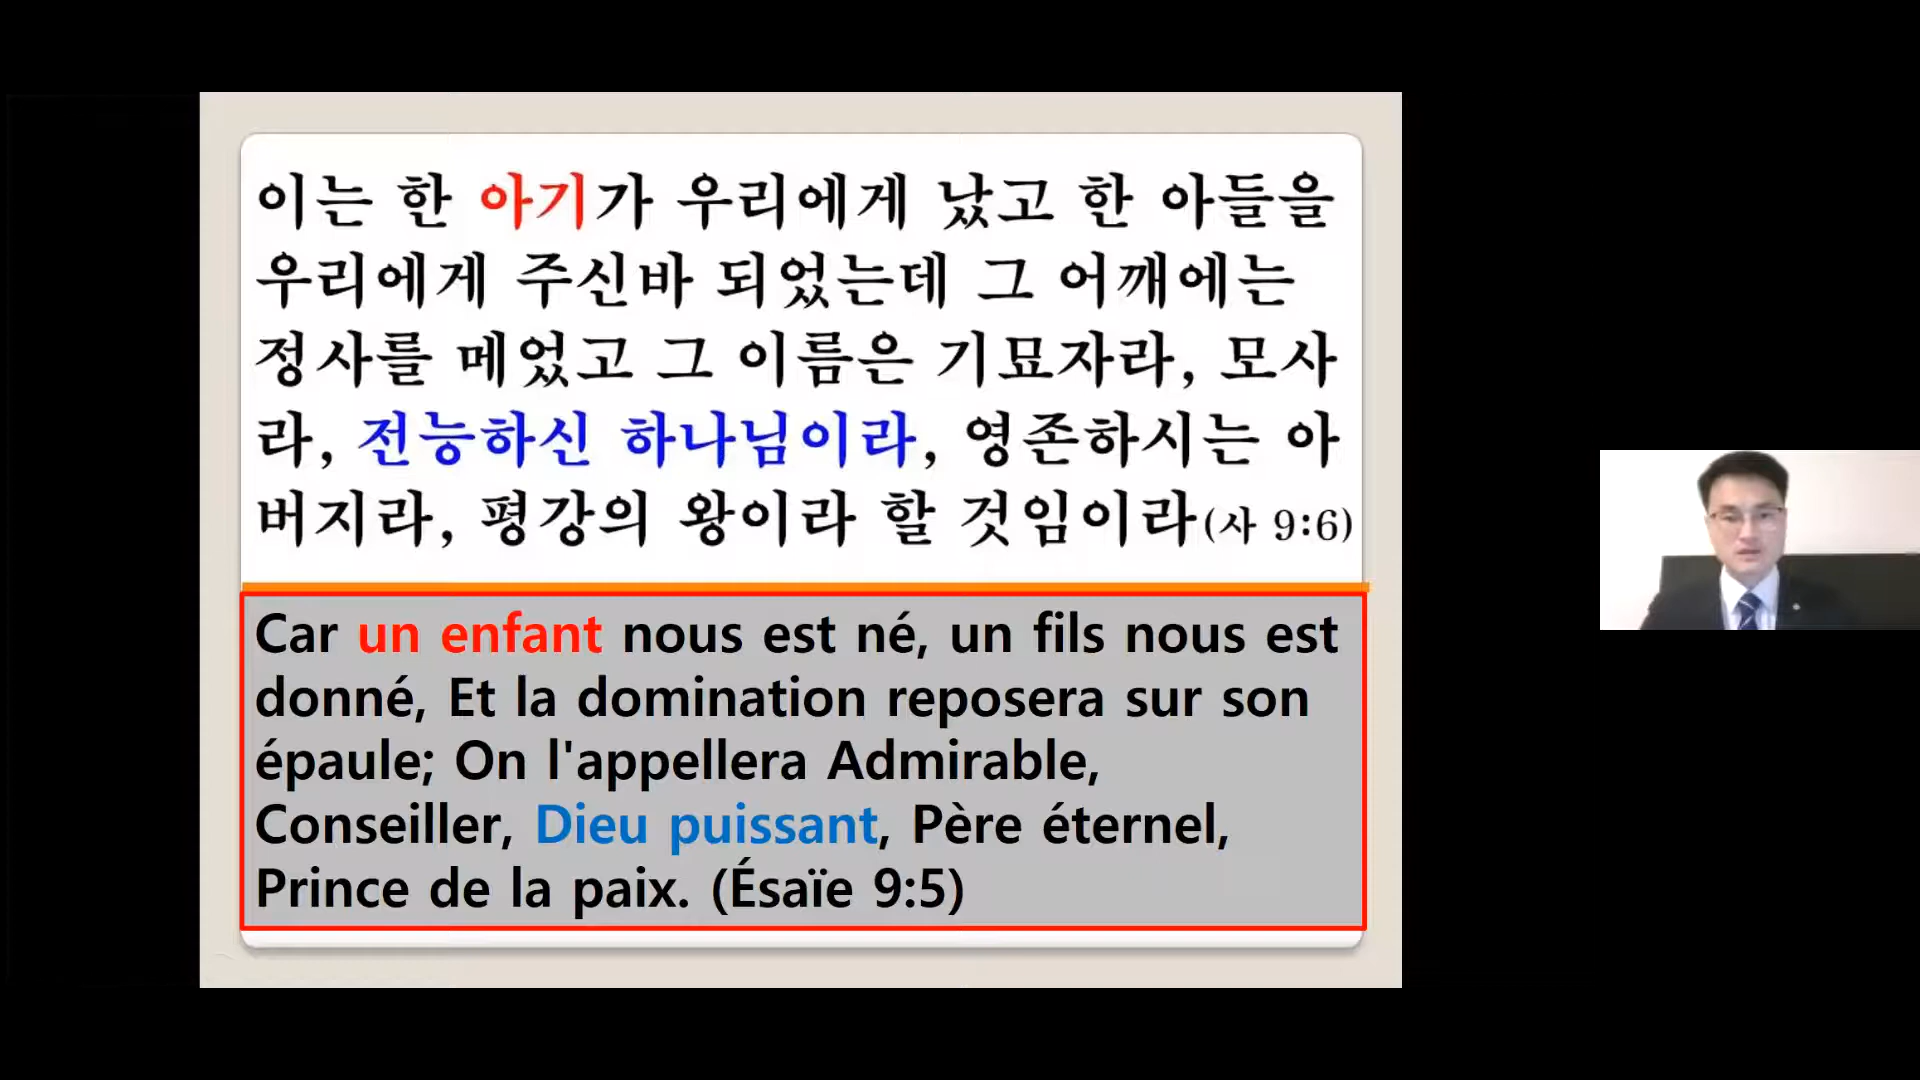 이는 한 아기가 우리에게 났고 한 아들을
우리에게 주신바 되었는데 그 어깨에는
정사를 메었고 그 이름은 기묘자라, 모사
라, 전능하신 하나님이라, 영존하시는 아
버지라, 평강의 왕이라 할 것임이라(사 9:6)
Car un enfant nous est né, un fils nous est
donné, Et la domination reposera sur son
épaule; On l'appellera Admirable,
Conseiller, Dieu puissant, Père éternel,
Prince de la paix. (Ésaïe 9:5)